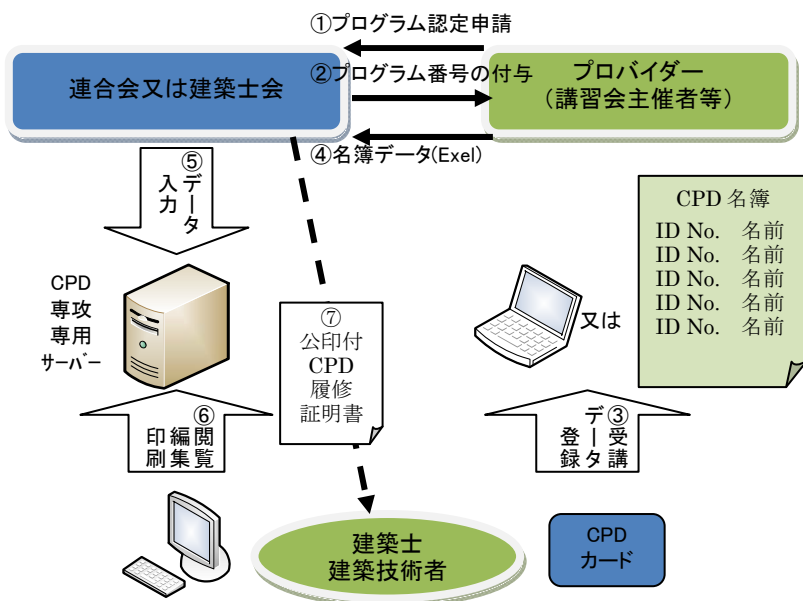 ①プログラム認定申請
連合会又は建築士会
②プログラム番号の付与
プロバイダー
（講習会主催者等）
④名簿データ(Exel)
⑤データ
入力
CPD 名簿
ID No. 名前
ID No. 名前
ID No. 名前
ID No. 名前
ID No. 名前
CPD
専攻
専用
サーバー
⑦
公印付
CPD
履修
証明書
又は
⑥閲覧
編集
印刷
③受講
データ
登録
建築士
建築技術者
CPD
カード